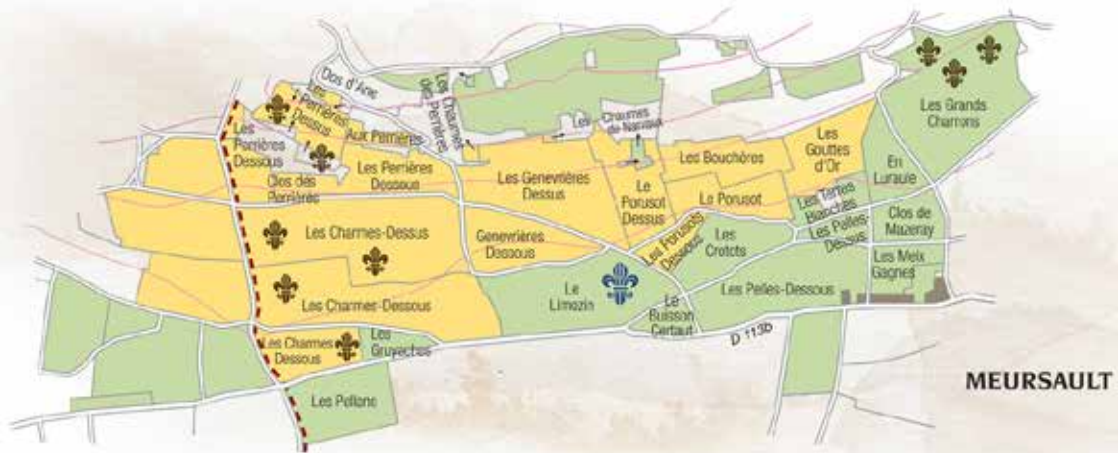 Clos d'Anic
Les Chaumes
des Perrières
Les
Perrières
Dessus
Aux Perrières
Les
Perrières
Dessous
Clos des
Perrières
Les Perrières
Dessous
Les Chaumes
de Narvaux
Les Grands
Charrons
Les Genevrières
Dessus
Le
Porusot
Dessus
Les Bouchères
Le Porusot
Les
Gouttes
d'Or
En
Luraule
Les Tertes
Blanches
Les Pelles-
Dessus
Clos de
Mazeray
Les Meix
Gagnes
Les Charmes-Dessus
Genevrières
Dessous
Les Porusots
Dessous
Les
Crotots
Les Charmes-Dessous
Le
Limozin
Le
Buisson
Certaut
Les Pelles-Dessous
D 113b
Les Charmes
Dessous
Les
Gruyaches
Les Pellans
MEURSAULT